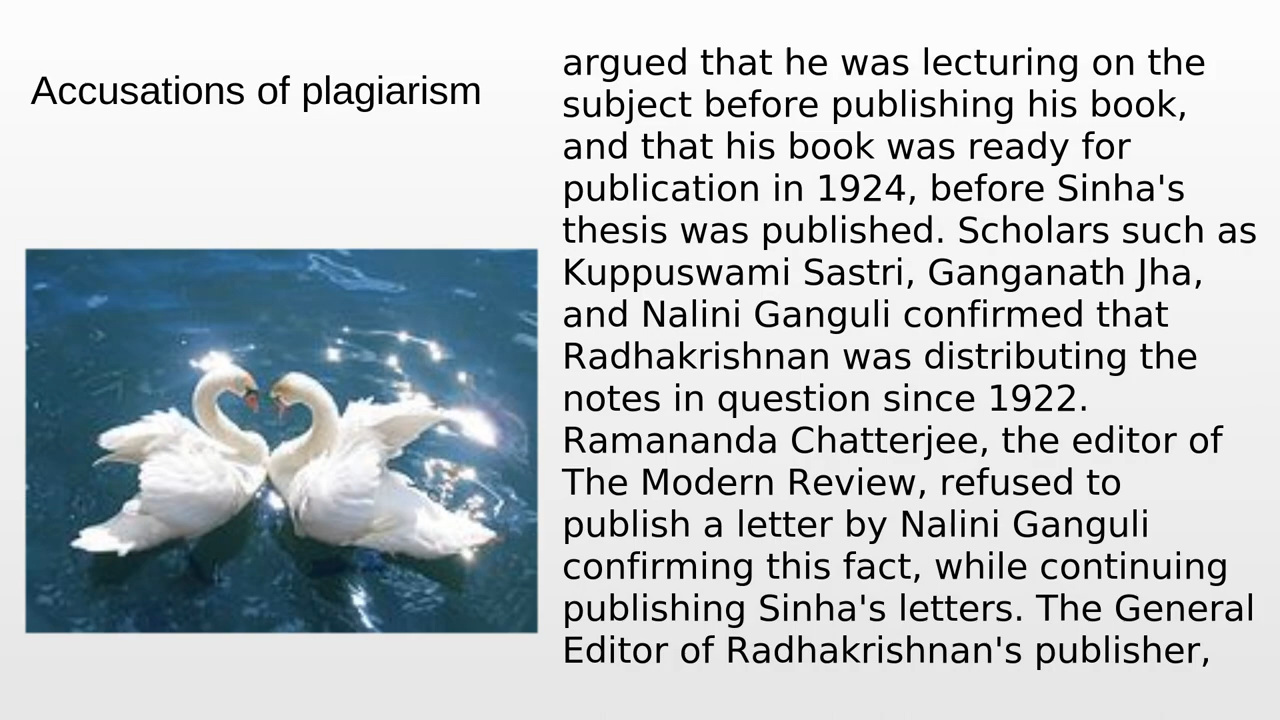 Accusations of plagiarism
argued that he was lecturing on the
subject before publishing his book,
and that his book was ready for
publication in 1924, before Sinha's
thesis was published. Scholars such as
Kuppuswami Sastri, Ganganath Jha,
and Nalini Ganguli confirmed that
Radhakrishnan was distributing the
notes in question since 1922.
Ramananda Chatterjee, the editor of
The Modern Review, refused to
publish a letter by Nalini Ganguli
confirming this fact, while continuing
publishing Sinha's letters. The General
Editor of Radhakrishnan's publisher,